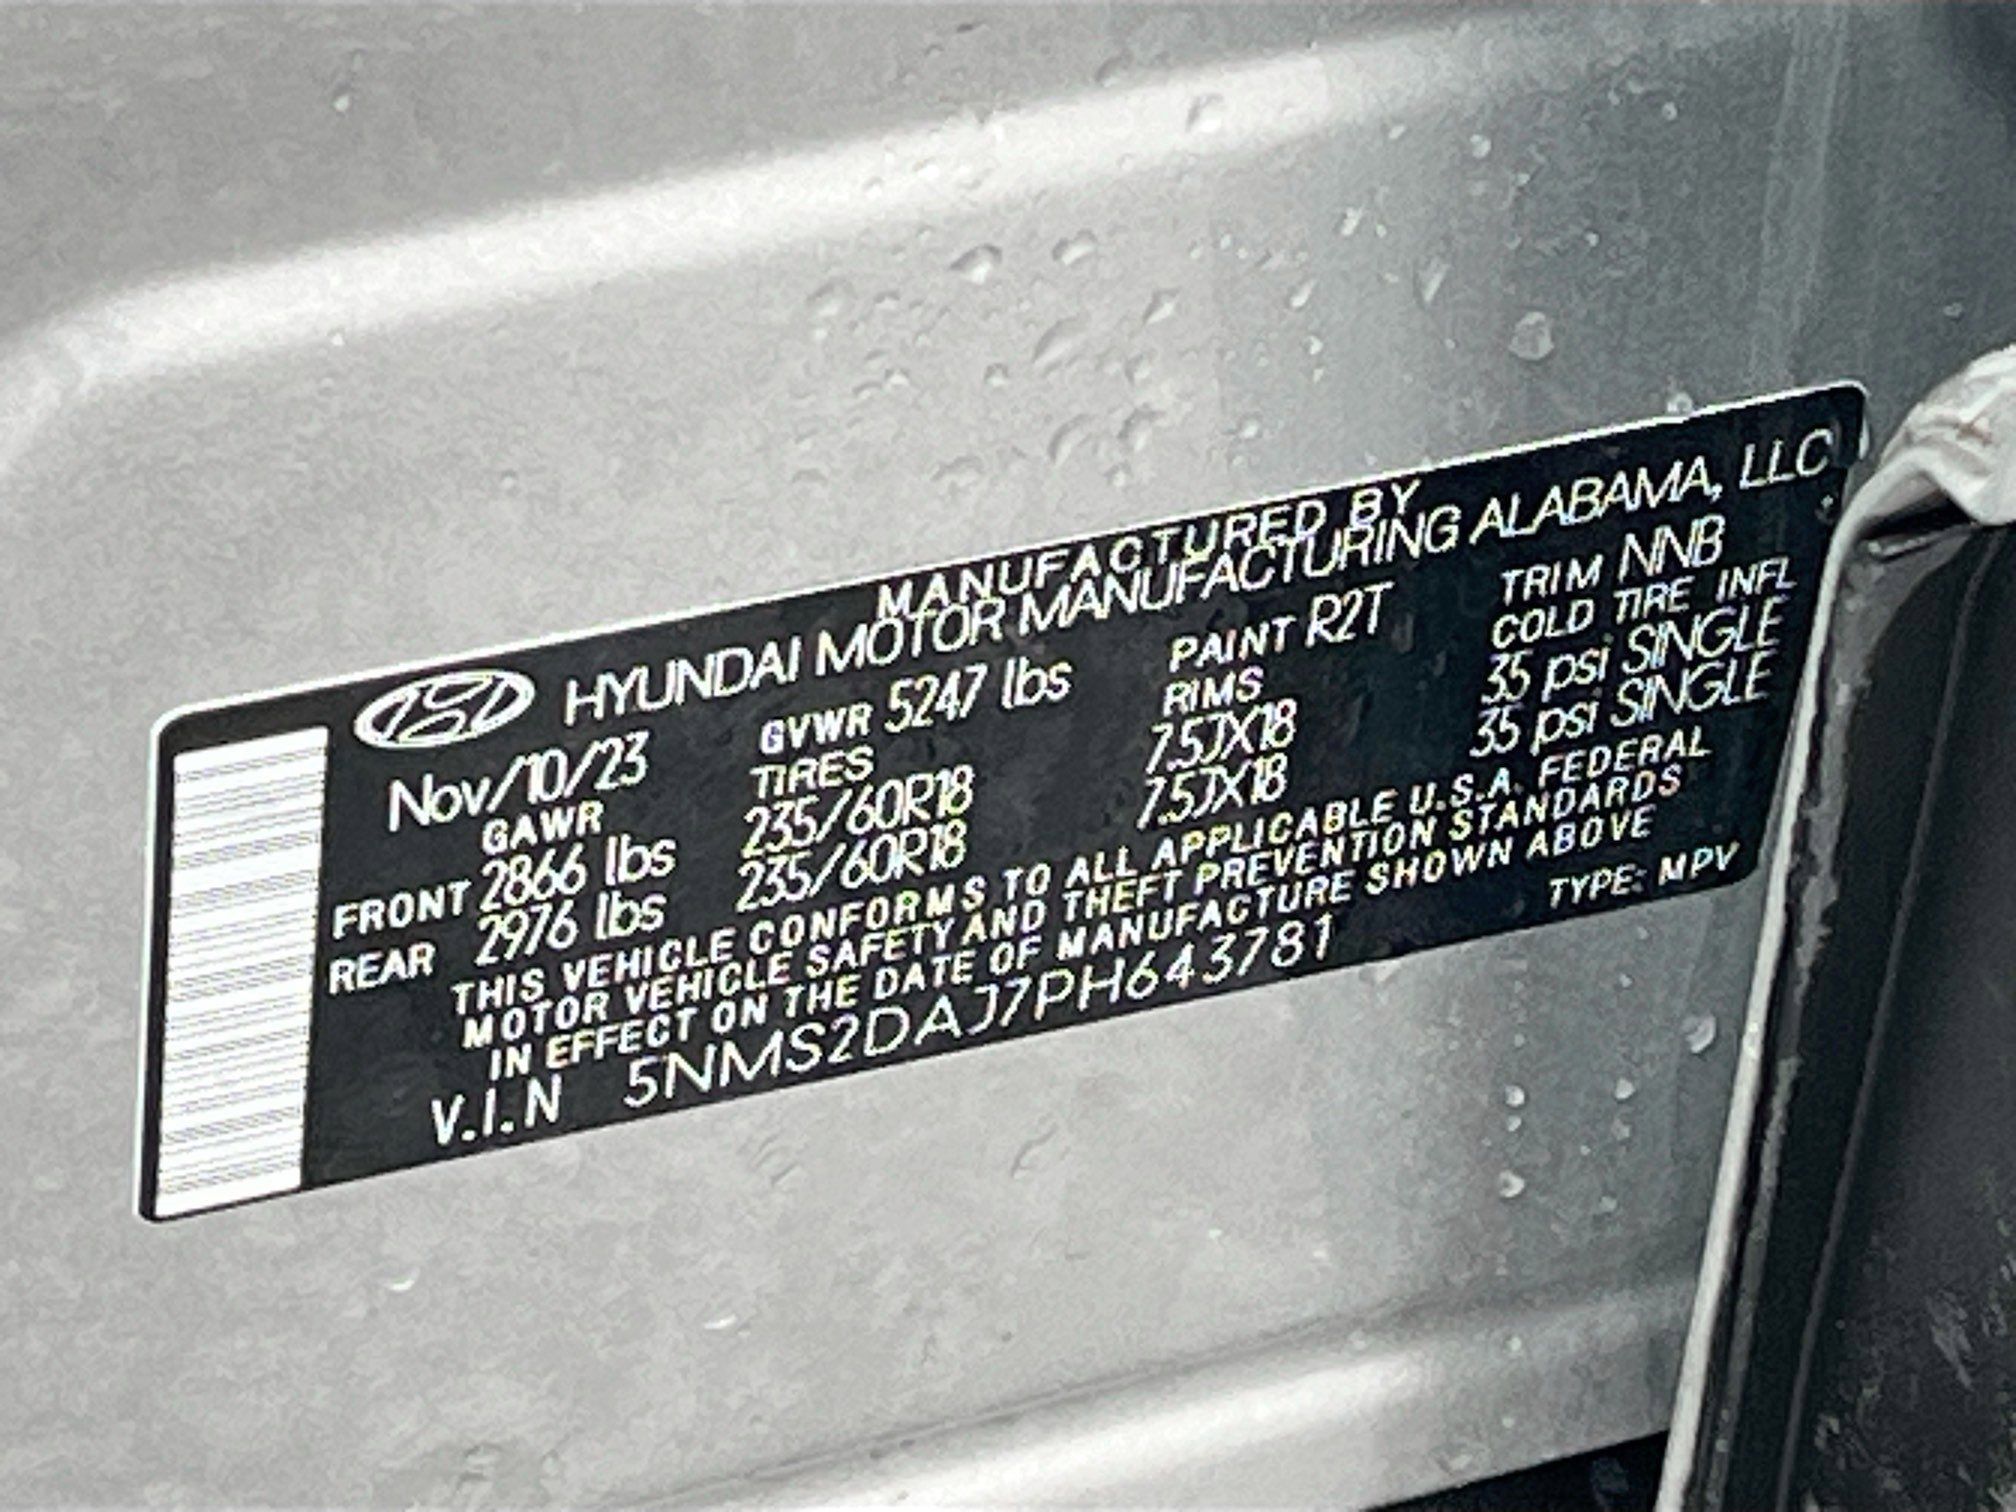 MANUFACTURED BY
HYUNDAI MOTOR MANUFACTURING ALABAMA, LLC
Nov/10/23 GVWR 5247 lbs PAINT R2T TRIM NNB
GAWR TIRES RIMS COLD TIRE INFL
FRONT 2866 lbs 235/60R18 7.5JX18 35 psi SINGLE
REAR 2976 lbs 235/60R18 7.5JX18 35 psi SINGLE
THIS VEHICLE CONFORMS TO ALL APPLICABLE U.S.A. FEDERAL
MOTOR VEHICLE SAFETY AND THEFT PREVENTION STANDARDS
IN EFFECT ON THE DATE OF MANUFACTURE SHOWN ABOVE
V.I.N 5NMS2DAJ7PH643781 TYPE: MPV